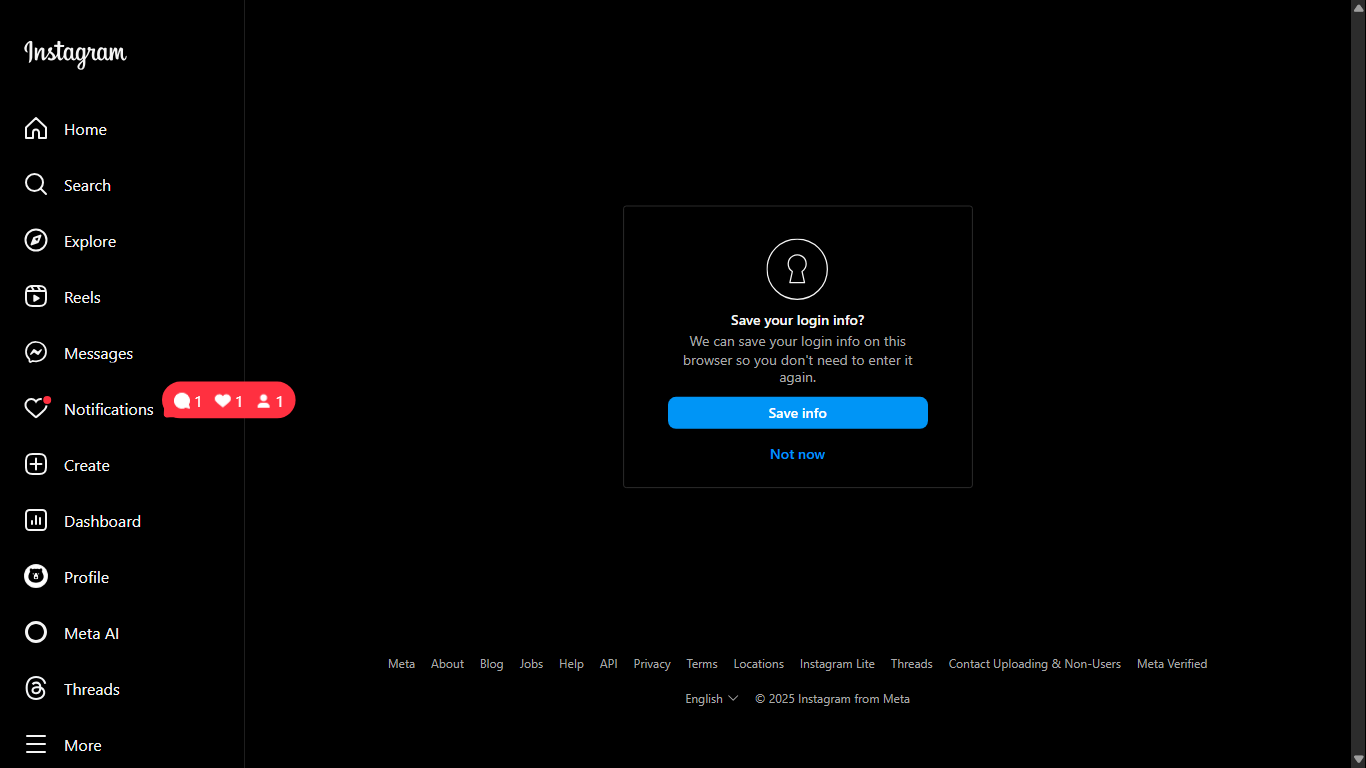 Instagram
Home
Search
Explore
Reels
Messages
Notifications
1 1 1
Create
Dashboard
Profile
Meta AI
Threads
More
Save your login info?
We can save your login info on this
browser so you don't need to enter it
again.
Save info
Not now
Meta About Blog Jobs Help API Privacy Terms Locations Instagram Lite Threads Contact Uploading & Non-Users Meta Verified
English © 2025 Instagram from Meta